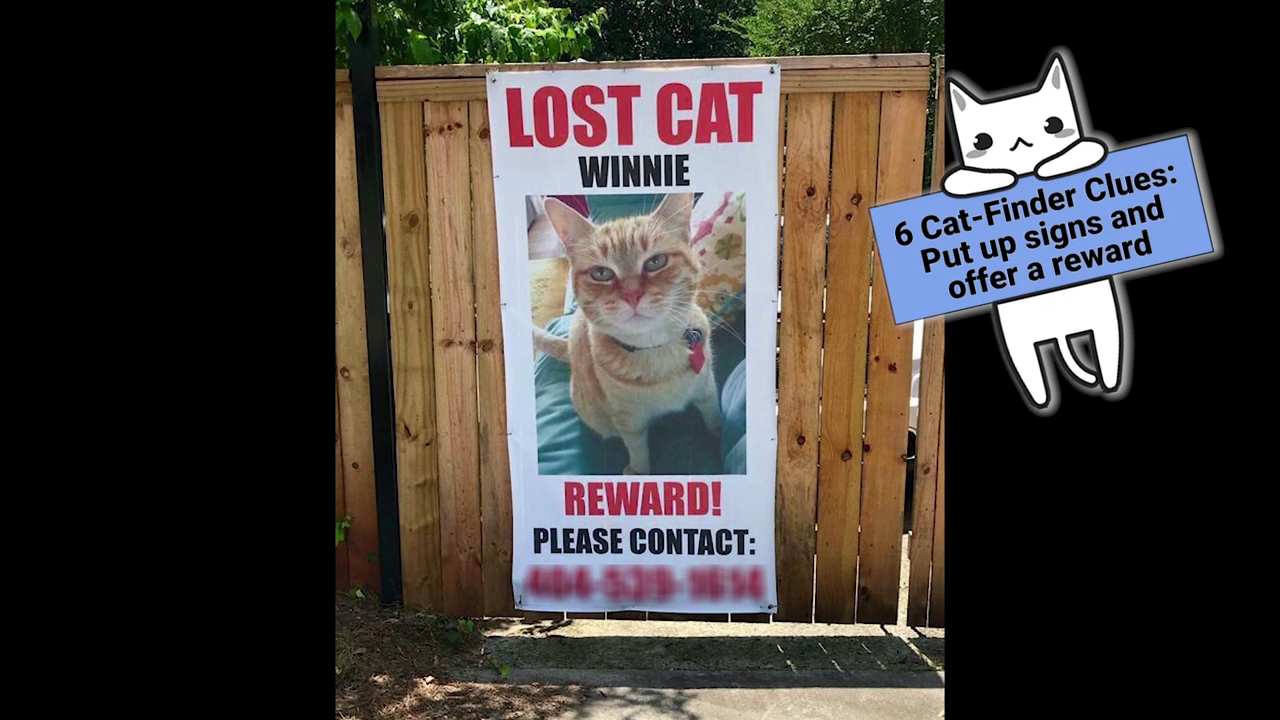 LOST CAT
WINNIE
REWARD!
PLEASE CONTACT:
6 Cat-Finder Clues:
Put up signs and
offer a reward